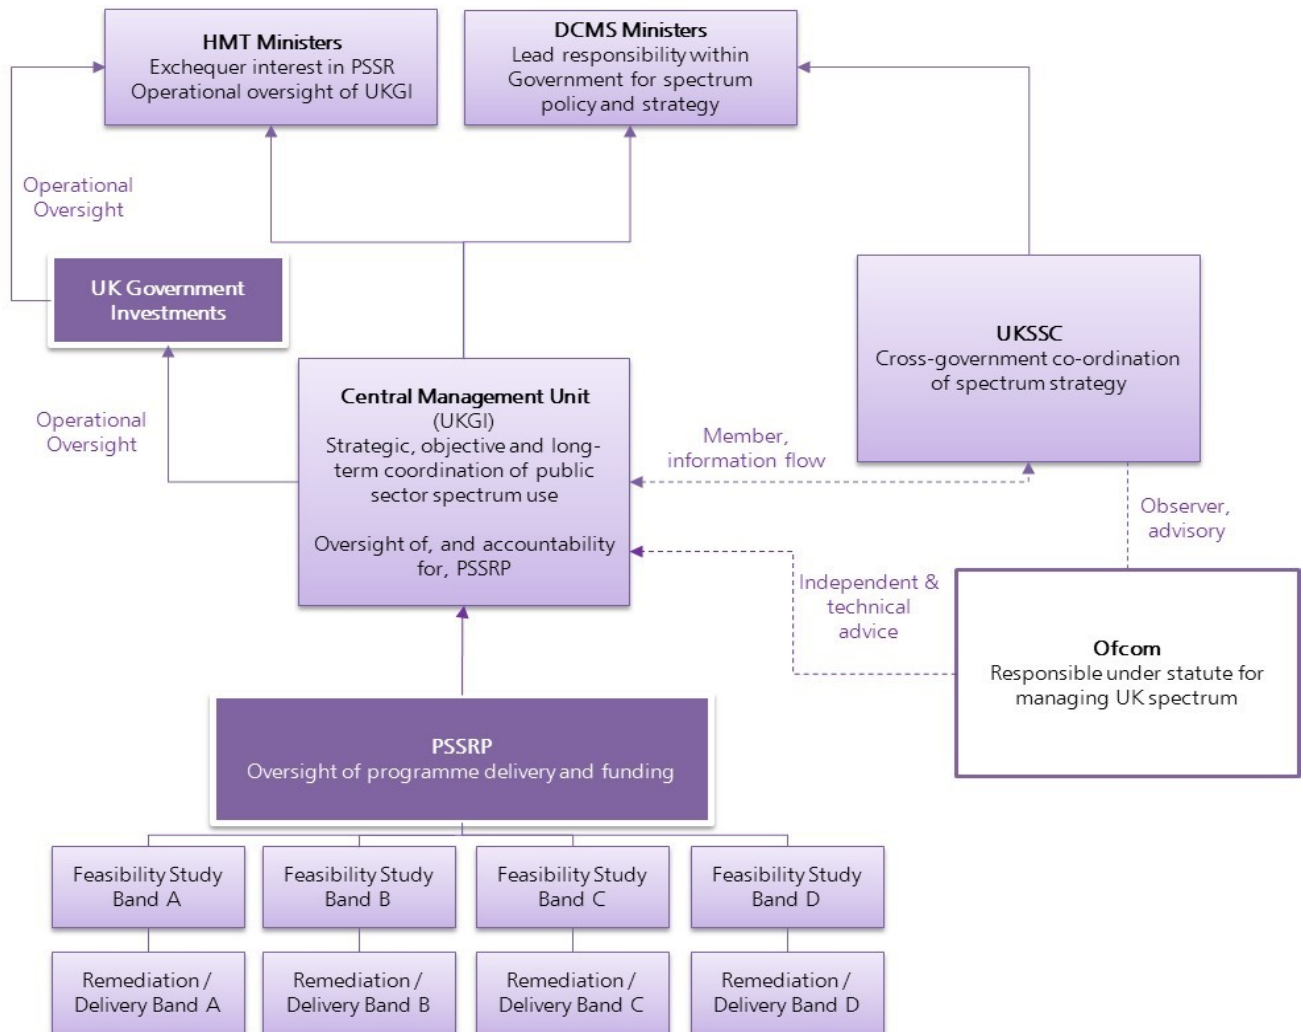 HMT Ministers
Exchequer interest in PSSR
Operational oversight of UKGI
DCMS Ministers
Lead responsibility within
Government for spectrum
policy and strategy
Operational
Oversight
UK Government
Investments
Operational
Oversight
Central Management Unit
(UKGI)
Strategic, objective and long-
term coordination of public
sector spectrum use
Oversight of, and accountability
for, PSSRP
UKSSC
Cross-government co-ordination
of spectrum strategy
Member,
information flow
Observer,
advisory
Independent &
technical
advice
Ofcom
Responsible under statute for
managing UK spectrum
PSSRP
Oversight of programme delivery and funding
Feasibility Study
Band A
Feasibility Study
Band B
Feasibility Study
Band C
Feasibility Study
Band D
Remediation /
Delivery Band A
Remediation /
Delivery Band B
Remediation /
Delivery Band C
Remediation /
Delivery Band D